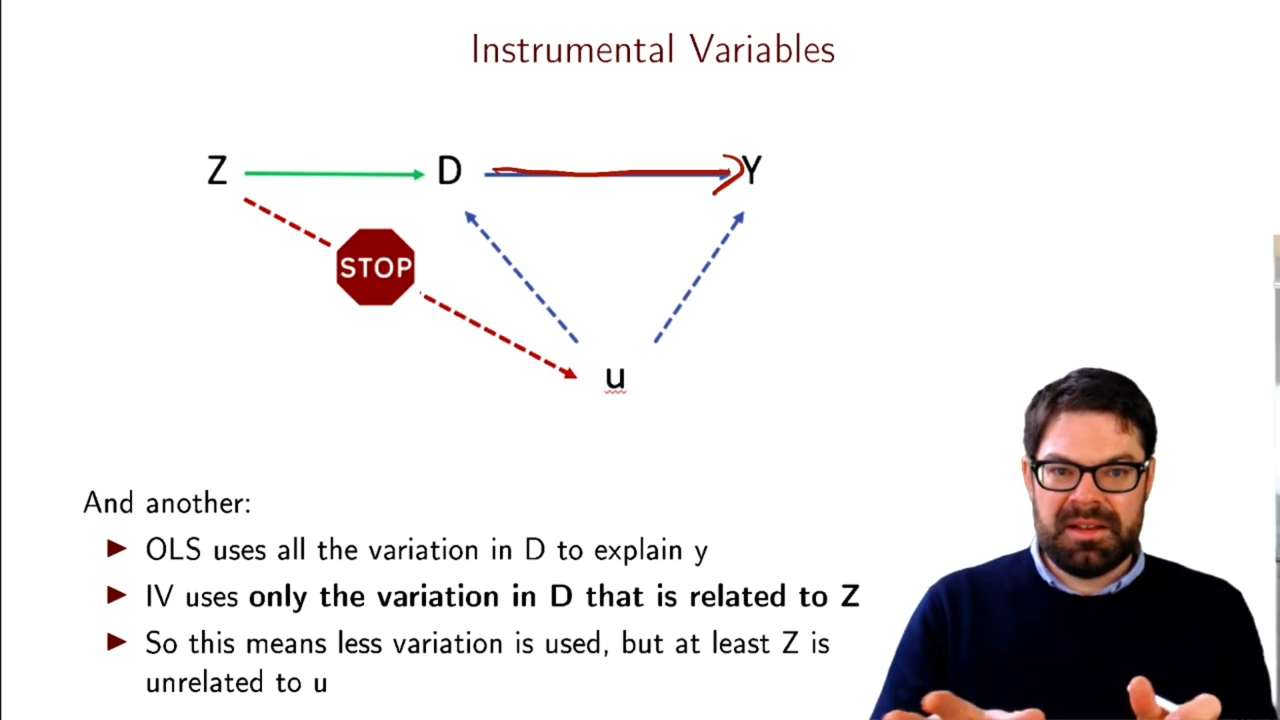 Instrumental Variables
Z D Y
STOP
u
And another:
OLS uses all the variation in D to explain y
IV uses only the variation in D that is related to Z
So this means less variation is used, but at least Z is
unrelated to u